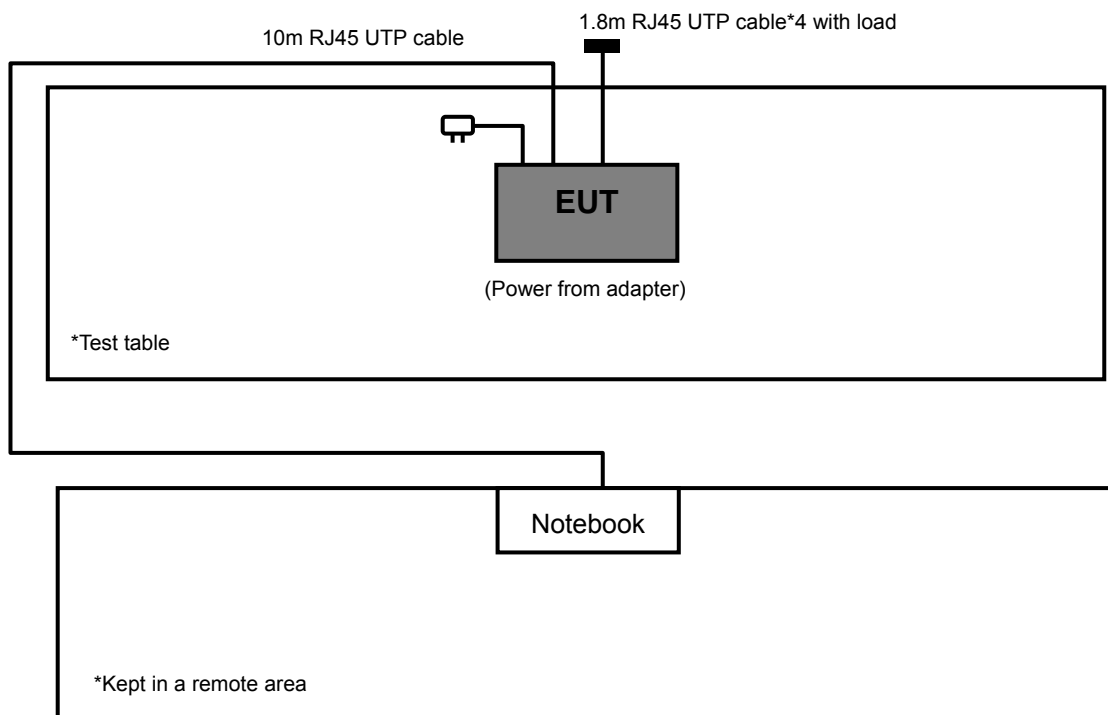 1.8m RJ45 UTP cable*4 with load
10m RJ45 UTP cable
EUT
(Power from adapter)
*Test table
Notebook
*Kept in a remote area